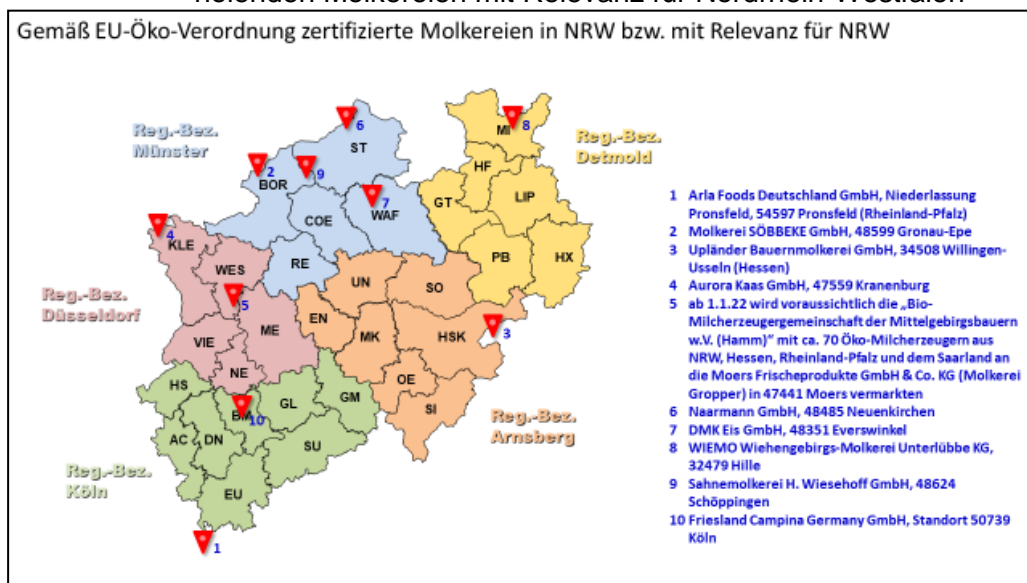 nelenden Molkereien mit Relevanz für Nordrhein-Westfalen
Gemäß EU-Öko-Verordnung zertifizierte Molkereien in NRW bzw. mit Relevanz für NRW
Reg.-Bez.
Münster
Reg.-Bez.
Detmold
Reg.-Bez.
Düsseldorf
Reg.-Bez.
Arnsberg
Reg.-Bez.
Köln
6
ST
MI
8
2
BOR
9
HF
LIP
7
WAF
GT
COE
4
KLE
RE
PB
HX
WES
UN
SO
5
EN
ME
MK
HSK
3
VIE
NE
OE
HS
GL
GM
SI
10
AC
DN
SU
EU
1
1 Arla Foods Deutschland GmbH, Niederlassung
Pronsfeld, 54597 Pronsfeld (Rheinland-Pfalz)
2 Molkerei SÖBBEKE GmbH, 48599 Gronau-Epe
3 Upländer Bauernmolkerei GmbH, 34508 Willingen-
Usseln (Hessen)
4 Aurora Kaas GmbH, 47559 Kranenburg
5 ab 1.1.22 wird voraussichtlich die „Bio-
Milcherzeugergemeinschaft der Mittelgebirgsbauern
w.V. (Hamm)" mit ca. 70 Öko-Milcherzeugern aus
NRW, Hessen, Rheinland-Pfalz und dem Saarland an
die Moers Frischeprodukte GmbH & Co. KG (Molkerei
Gropper) in 47441 Moers vermarkten
6 Naarmann GmbH, 48485 Neuenkirchen
7 DMK Eis GmbH, 48351 Everswinkel
8 WIEMO Wiehengebirgs-Molkerei Unterlübbe KG,
32479 Hille
9 Sahnemolkerei H. Wiesehoff GmbH, 48624
Schöppingen
10 Friesland Campina Germany GmbH, Standort 50739
Köln